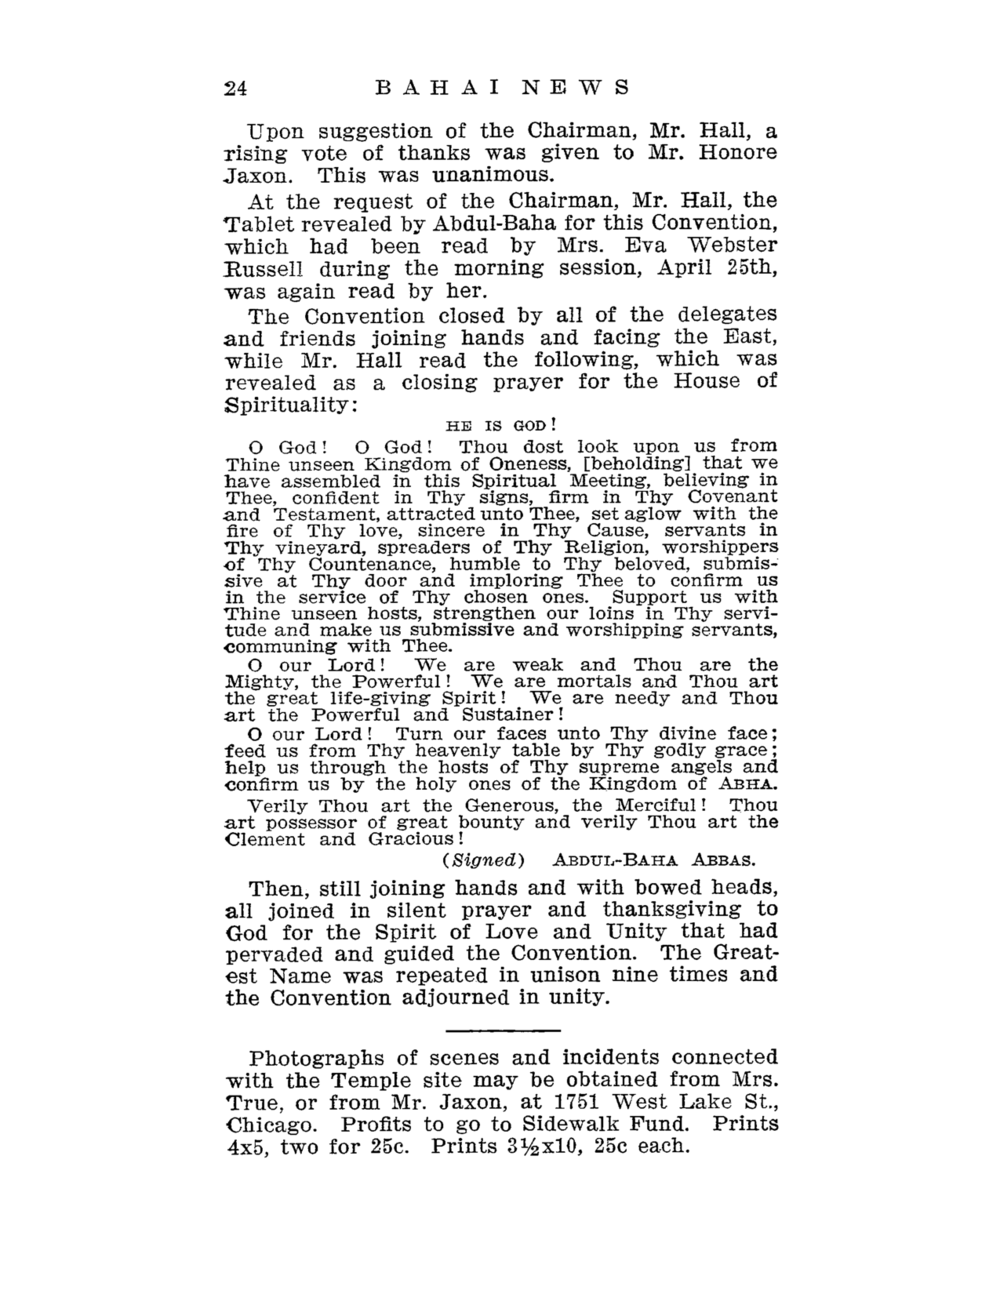 24 BAHAI NEWS
Upon suggestion of the Chairman, Mr. Hall, a
rising vote of thanks was given to Mr. Honore
Jaxon. This was unanimous.
At the request of the Chairman, Mr. Hall, the
Tablet revealed by Abdul-Baha for this Convention,
which had been read by Mrs. Eva Webster
Russell during the morning session, April 25th,
was again read by her.
The Convention closed by all of the delegates
and friends joining hands and facing the East,
while Mr. Hall read the following, which was
revealed as a closing prayer for the House of
Spirituality:
HE IS GOD!
O God! O God! Thou dost look upon us from
Thine unseen Kingdom of Oneness, [beholding] that we
have assembled in this Spiritual Meeting, believing in
Thee, confident in Thy signs, firm in Thy Covenant
and Testament, attracted unto Thee, set aglow with the
fire of Thy love, sincere in Thy Cause, servants in
Thy vineyard, spreaders of Thy Religion, worshippers
of Thy Countenance, humble to Thy beloved, submis-
sive at Thy door and imploring Thee to confirm us
in the service of Thy chosen ones. Support us with
Thine unseen hosts, strengthen our loins in Thy servi-
tude and make us submissive and worshipping servants,
communing with Thee.
O our Lord! We are weak and Thou are the
Mighty, the Powerful! We are mortals and Thou art
the great life-giving Spirit! We are needy and Thou
art the Powerful and Sustainer!
O our Lord! Turn our faces unto Thy divine face;
feed us from Thy heavenly table by Thy godly grace;
help us through the hosts of Thy supreme angels and
confirm us by the holy ones of the Kingdom of ABHA.
Verily Thou art the Generous, the Merciful! Thou
art possessor of great bounty and verily Thou art the
Clement and Gracious!
(Signed) ABDUL-BAHA ABBAS.
Then, still joining hands and with bowed heads,
all joined in silent prayer and thanksgiving to
God for the Spirit of Love and Unity that had
pervaded and guided the Convention. The Great-
est Name was repeated in unison nine times and
the Convention adjourned in unity.
Photographs of scenes and incidents connected
with the Temple site may be obtained from Mrs.
True, or from Mr. Jaxon, at 1751 West Lake St.,
Chicago. Profits to go to Sidewalk Fund. Prints
4x5, two for 25c. Prints 3½x10, 25c each.